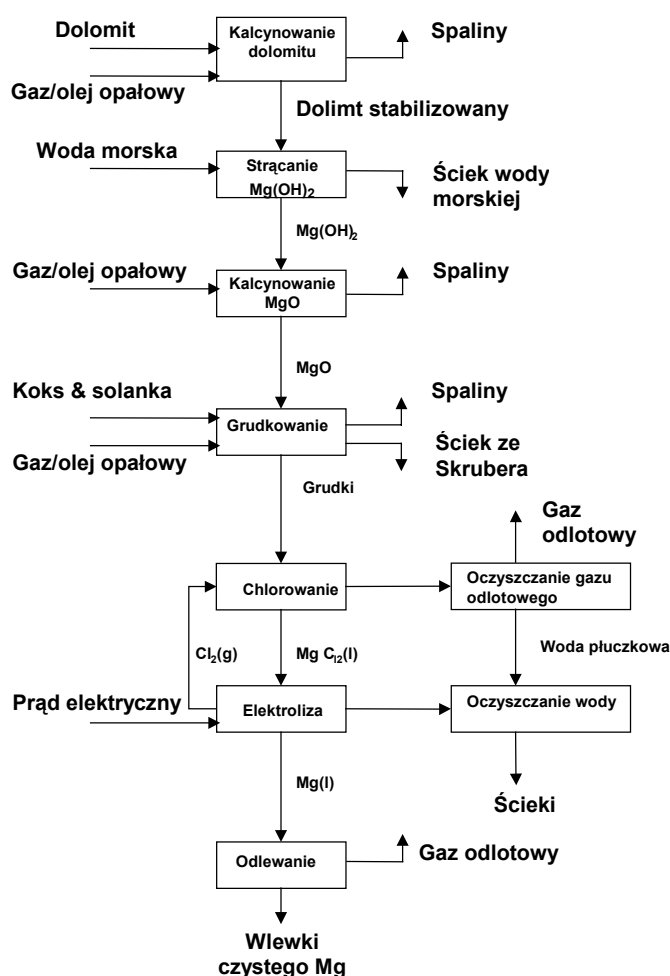 Dolomit
Kalcynowanie
dolomitu
Spaliny
Gaz/olej opałowy
Dolimt stabilizowany
Woda morska
Strącanie
Mg(OH)₂
Ściek wody
morskiej
Mg(OH)₂
Gaz/olej opałowy
Kalcynowanie
MgO
Spaliny
MgO
Koks & solanka
Grudkowanie
Spaliny
Gaz/olej opałowy
Ściek ze
Skrubera
Grudki
Gaz
odlotowy
Chlorowanie
Oczyszczanie gazu
odlotowego
Cl₂(g)
Mg Cl₂(l)
Woda płuczkowa
Prąd elektryczny
Elektroliza
Oczyszczanie wody
Mg(l)
Ścieki
Odlewanie
Gaz odlotowy
Wlewki
czystego Mg